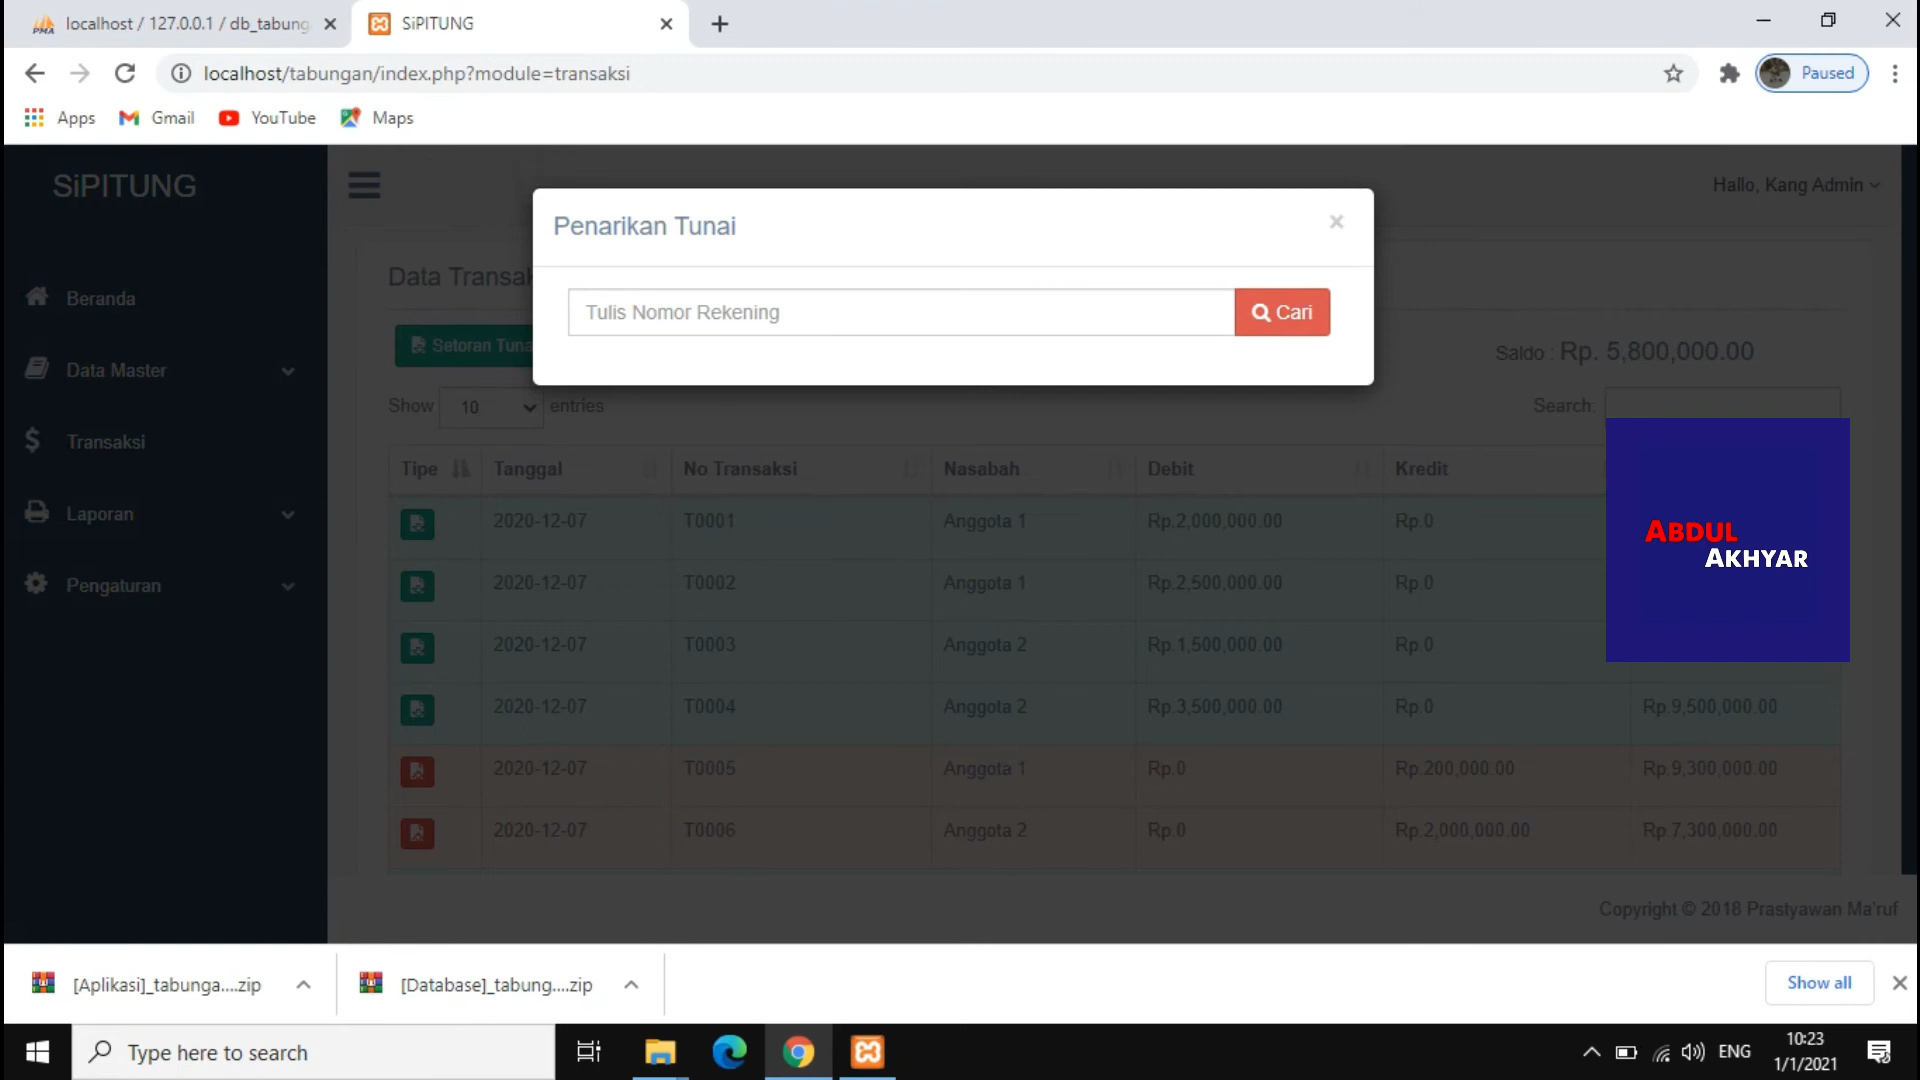 localhost / 127.0.0.1 / db_tabung
SiPITUNG
localhost/tabungan/index.php?module=transaksi
Paused
Apps
Gmail
YouTube
Maps
SiPITUNG
Hallo, Kang Admin
Penarikan Tunai
×
Tulis Nomor Rekening
Cari
Beranda
Data Master
Transaksi
Laporan
Pengaturan
Data Transak
Setoran Tuna
Saldo : Rp. 5,800,000.00
Show 10 entries
Search:
Tipe Tanggal No Transaksi Nasabah Debit Kredit
2020-12-07 T0001 Anggota 1 Rp.2,000,000.00 Rp.0
2020-12-07 T0002 Anggota 1 Rp.2,500,000.00 Rp.0
2020-12-07 T0003 Anggota 2 Rp.1,500,000.00 Rp.0
2020-12-07 T0004 Anggota 2 Rp.3,500,000.00 Rp.0 Rp.9,500,000.00
2020-12-07 T0005 Anggota 1 Rp.0 Rp.200,000.00 Rp.9,300,000.00
2020-12-07 T0006 Anggota 2 Rp.0 Rp.2,000,000.00 Rp.7,300,000.00
ABDUL
AKHYAR
Copyright © 2018 Prastyawan Ma'ruf
[Aplikasi]_tabunga....zip
[Database]_tabung....zip
Show all
Type here to search
ENG
10:23
1/1/2021